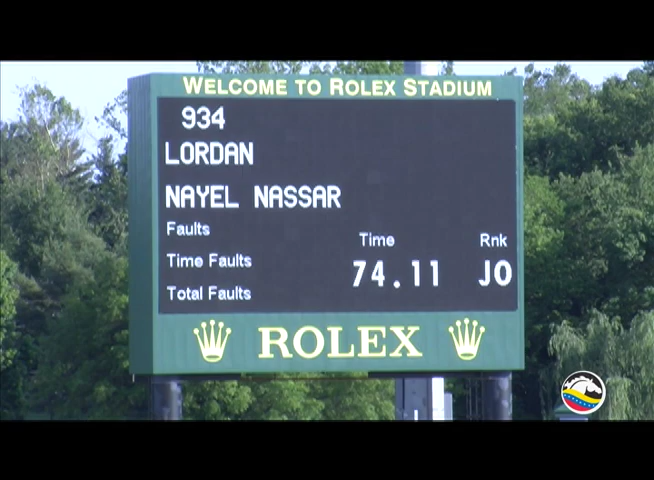 WELCOME TO ROLEX STADIUM
934
LORDAN
NAYEL NASSAR
Faults
Time Rnk
Time Faults
74.11 JO
Total Faults
ROLEX